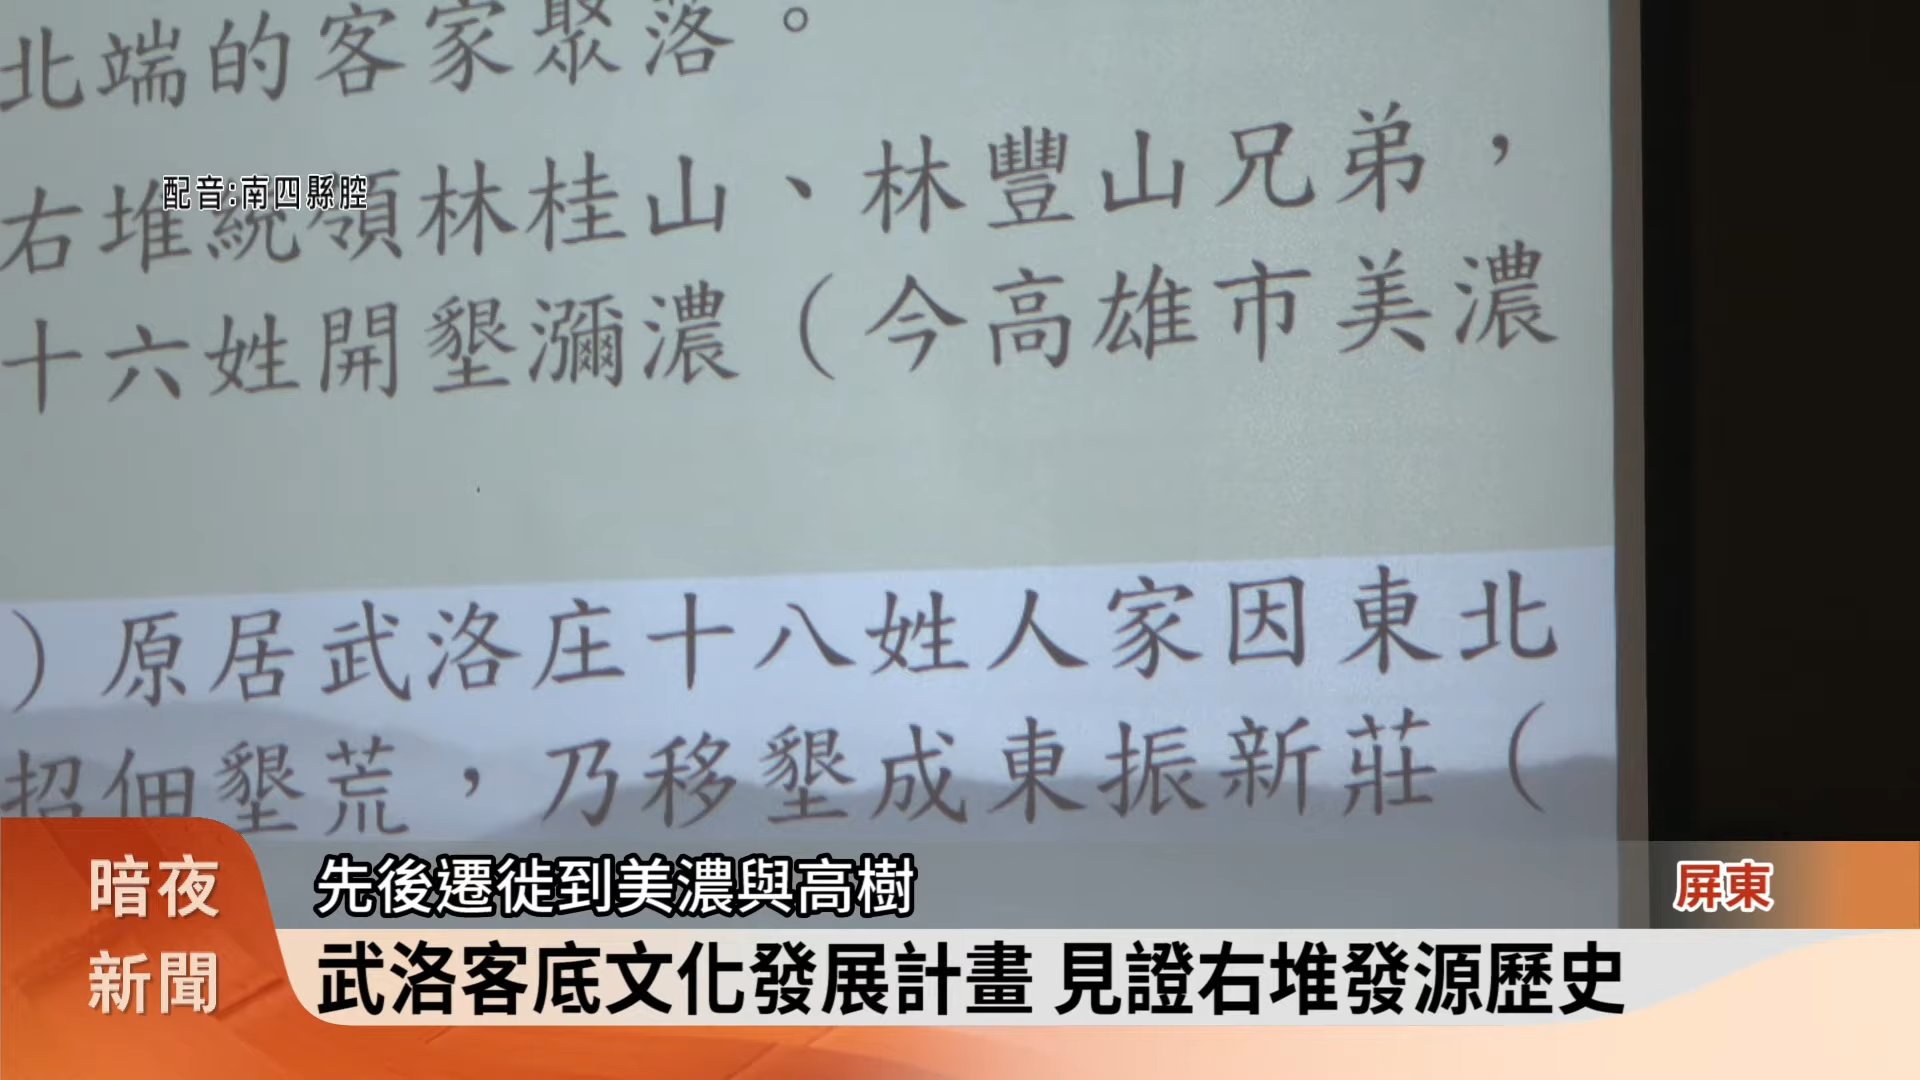 北端的客家聚落。
配音:南四縣腔
右堆統領林桂山、林豐山兄弟，
十六姓開墾瀰濃（今高雄市美濃
）原居武洛庄十八姓人家因東北
招佃墾荒，乃移墾成東振新莊（
先後遷徙到美濃與高樹
屏東
暗夜
新聞
武洛客底文化發展計畫 見證右堆發源歷史